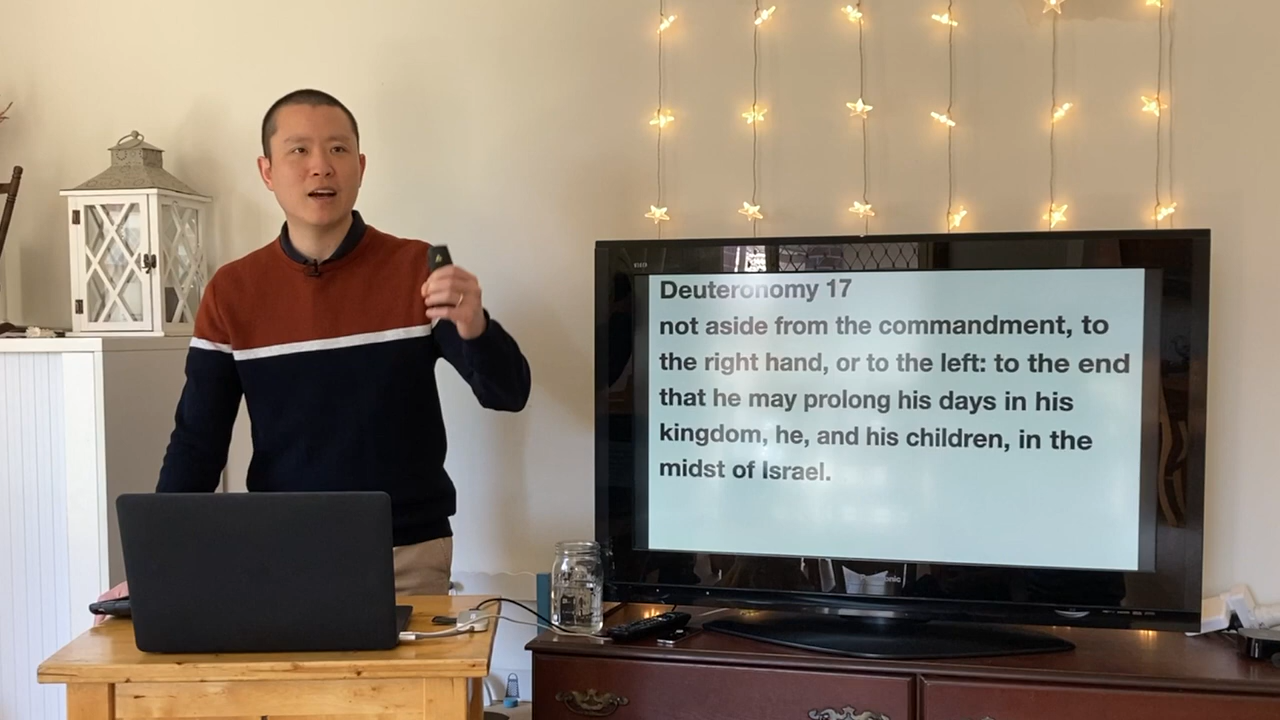 Deuteronomy 17
not aside from the commandment, to
the right hand, or to the left: to the end
that he may prolong his days in his
kingdom, he, and his children, in the
midst of Israel.